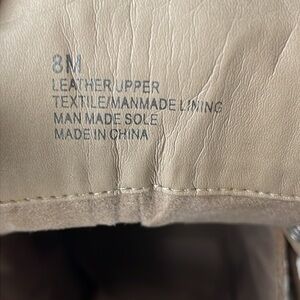 8M
LEATHER UPPER
TEXTILE/MANMADE LINING
MAN MADE SOLE
MADE IN CHINA